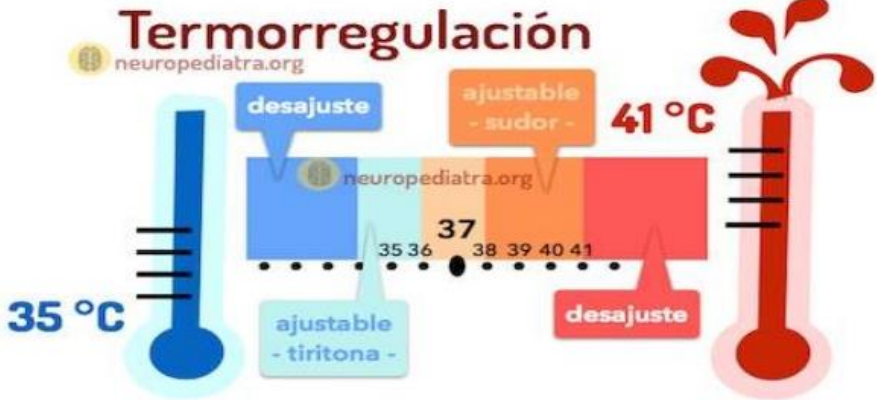 Termorregulación
neuropediatra.org
desajuste
ajustable
- sudor -
41 °C
neuropediatra.org
37
35 36 38 39 40 41
35 °C
ajustable
- tiritona -
desajuste